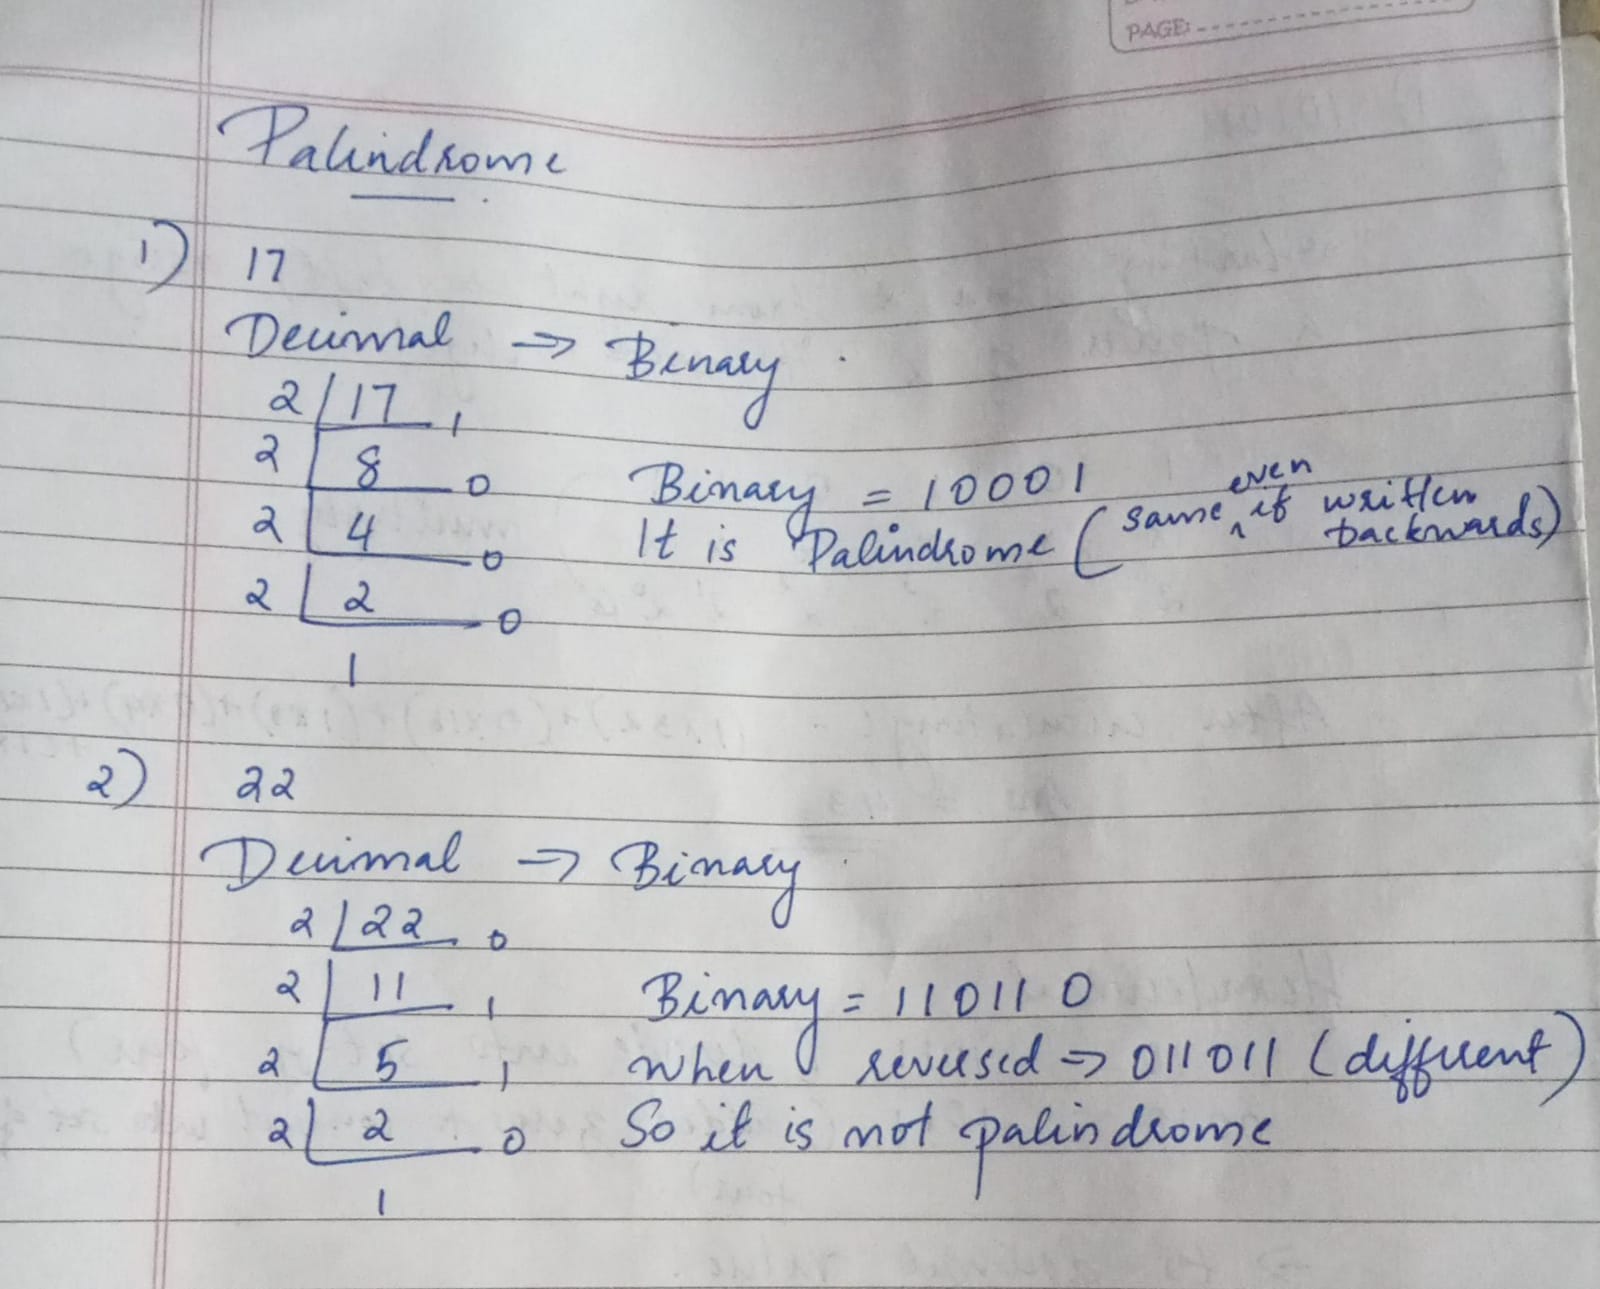 PAGE:
Palindrome
1) 17
Decimal → Binary
2 17 1
2 8 0
2 4 0
2 2 0
1
Binary = 10001
It is Palindrome (same even if written backwards)
2) 22
Decimal → Binary
2 22 0
2 11 1
2 5 1
2 2 0
1
Binary = 110110
when reversed → 011011 (different)
So it is not palindrome